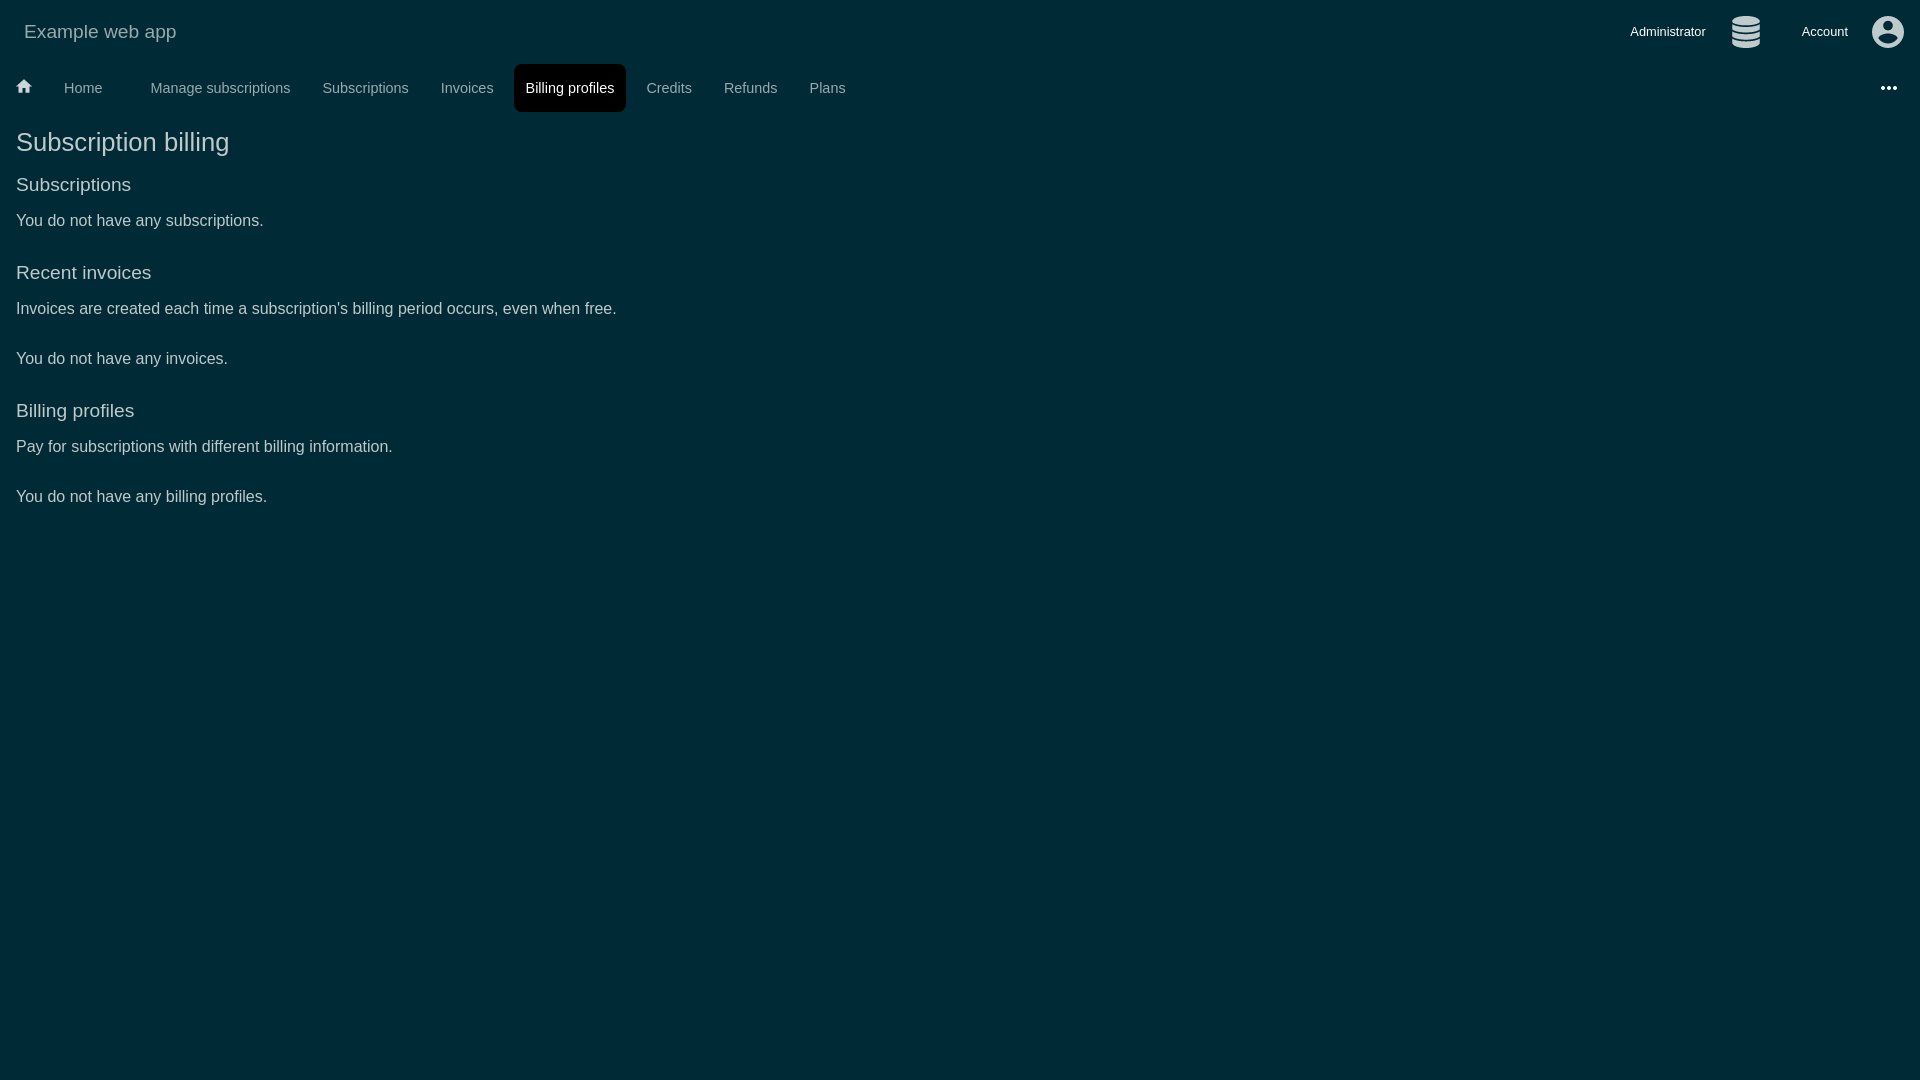 Example web app
Administrator
Account
Home
Manage subscriptions
Subscriptions
Invoices
Billing profiles
Credits
Refunds
Plans
Subscription billing
Subscriptions
You do not have any subscriptions.
Recent invoices
Invoices are created each time a subscription's billing period occurs, even when free.
You do not have any invoices.
Billing profiles
Pay for subscriptions with different billing information.
You do not have any billing profiles.